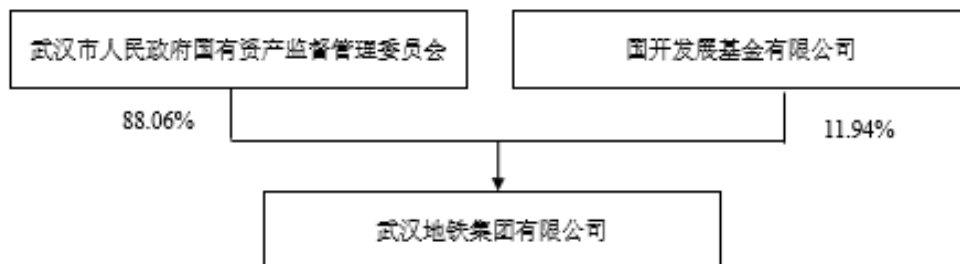 武汉市人民政府国有资产监督管理委员会
国开发展基金有限公司
88.06%
11.94%
武汉地铁集团有限公司